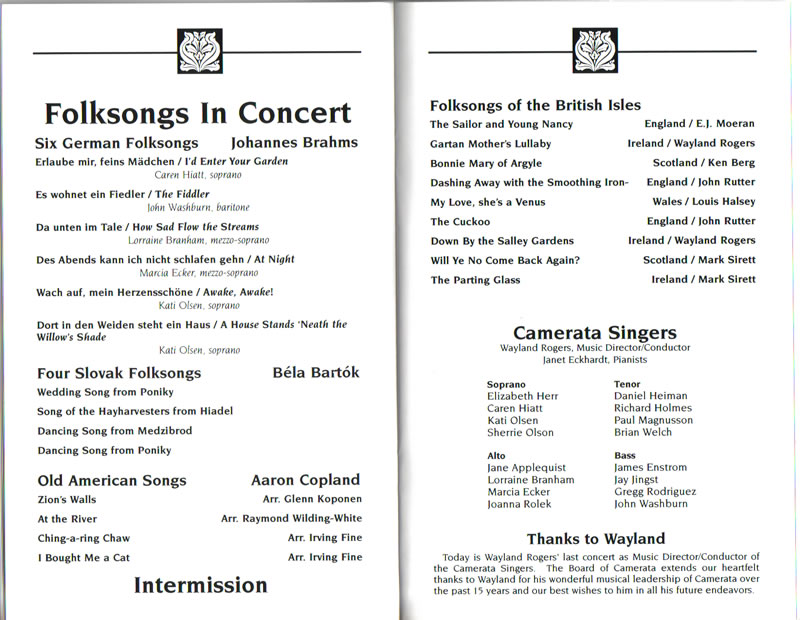 Folksongs In Concert
Six German Folksongs Johannes Brahms
Erlaube mir, feins Mädchen / I'd Enter Your Garden
Caren Hiatt, soprano
Es wohnet ein Fiedler / The Fiddler
John Washburn, baritone
Da unten im Tale / How Sad Flow the Streams
Lorraine Branham, mezzo-soprano
Des Abends kann ich nicht schlafen gehn / At Night
Marcia Ecker, mezzo-soprano
Wach auf, mein Herzensschöne / Awake, Awake!
Kati Olsen, soprano
Dort in den Weiden steht ein Haus / A House Stands 'Neath the
Willow's Shade
Kati Olsen, soprano
Four Slovak Folksongs Béla Bartók
Wedding Song from Poniky
Song of the Hayharvesters from Hiadel
Dancing Song from Medzibrod
Dancing Song from Poniky
Old American Songs Aaron Copland
Zion's Walls Arr. Glenn Koponen
At the River Arr. Raymond Wilding-White
Ching-a-ring Chaw Arr. Irving Fine
I Bought Me a Cat Arr. Irving Fine
Intermission
Folksongs of the British Isles
The Sailor and Young Nancy England / E.J. Moeran
Gartan Mother's Lullaby Ireland / Wayland Rogers
Bonnie Mary of Argyle Scotland / Ken Berg
Dashing Away with the Smoothing Iron- England / John Rutter
My Love, she's a Venus Wales / Louis Halsey
The Cuckoo England / John Rutter
Down By the Salley Gardens Ireland / Wayland Rogers
Will Ye No Come Back Again? Scotland / Mark Sirett
The Parting Glass Ireland / Mark Sirett
Camerata Singers
Wayland Rogers, Music Director/Conductor
Janet Eckhardt, Pianists
Soprano
Elizabeth Herr
Caren Hiatt
Kati Olsen
Sherrie Olson
Tenor
Daniel Heiman
Richard Holmes
Paul Magnusson
Brian Welch
Alto
Jane Applequist
Lorraine Branham
Marcia Ecker
Joanna Rolek
Bass
James Enstrom
Jay Jingst
Gregg Rodriguez
John Washburn
Thanks to Wayland
Today is Wayland Rogers' last concert as Music Director/Conductor of
the Camerata Singers. The Board of Camerata extends our heartfelt
thanks to Wayland for his wonderful musical leadership of Camerata over
the past 15 years and our best wishes to him in all his future endeavors.